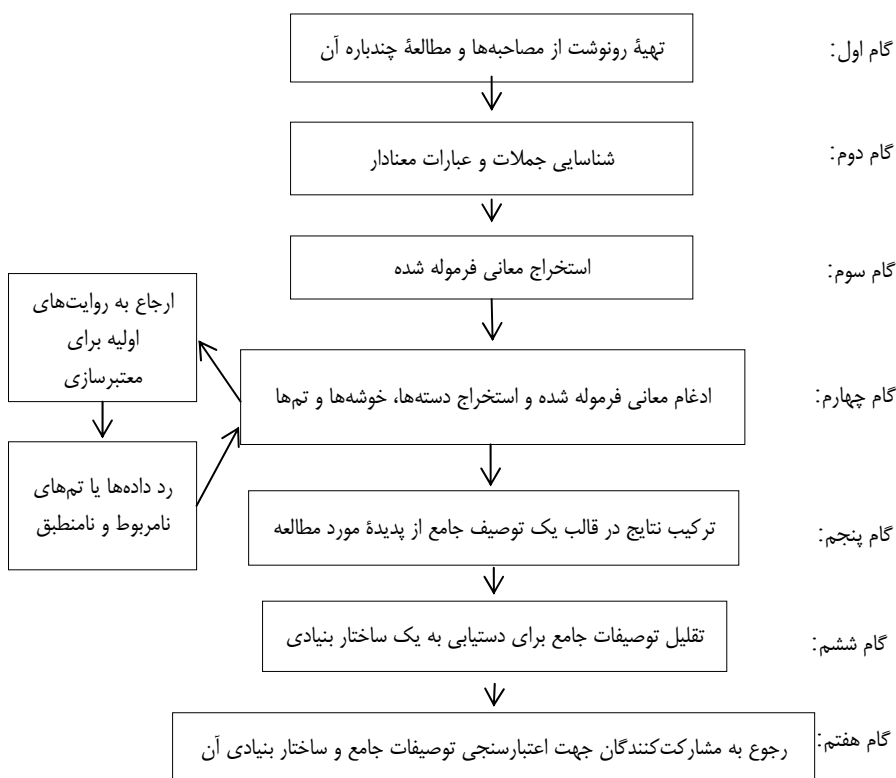 گام اول:
تهیهٔ رونوشت از مصاحبه‌ها و مطالعهٔ چندباره آن
گام دوم:
شناسایی جملات و عبارات معنادار
گام سوم:
استخراج معانی فرموله شده
گام چهارم:
ادغام معانی فرموله شده و استخراج دسته‌ها، خوشه‌ها و تم‌ها
ارجاع به روایت‌های
اولیه برای
معتبرسازی
رد داده‌ها یا تم‌های
نامربوط و نامنطبق
گام پنجم:
ترکیب نتایج در قالب یک توصیف جامع از پدیدهٔ مورد مطالعه
گام ششم:
تقلیل توصیفات جامع برای دستیابی به یک ساختار بنیادی
گام هفتم:
رجوع به مشارکت‌کنندگان جهت اعتبارسنجی توصیفات جامع و ساختار بنیادی آن